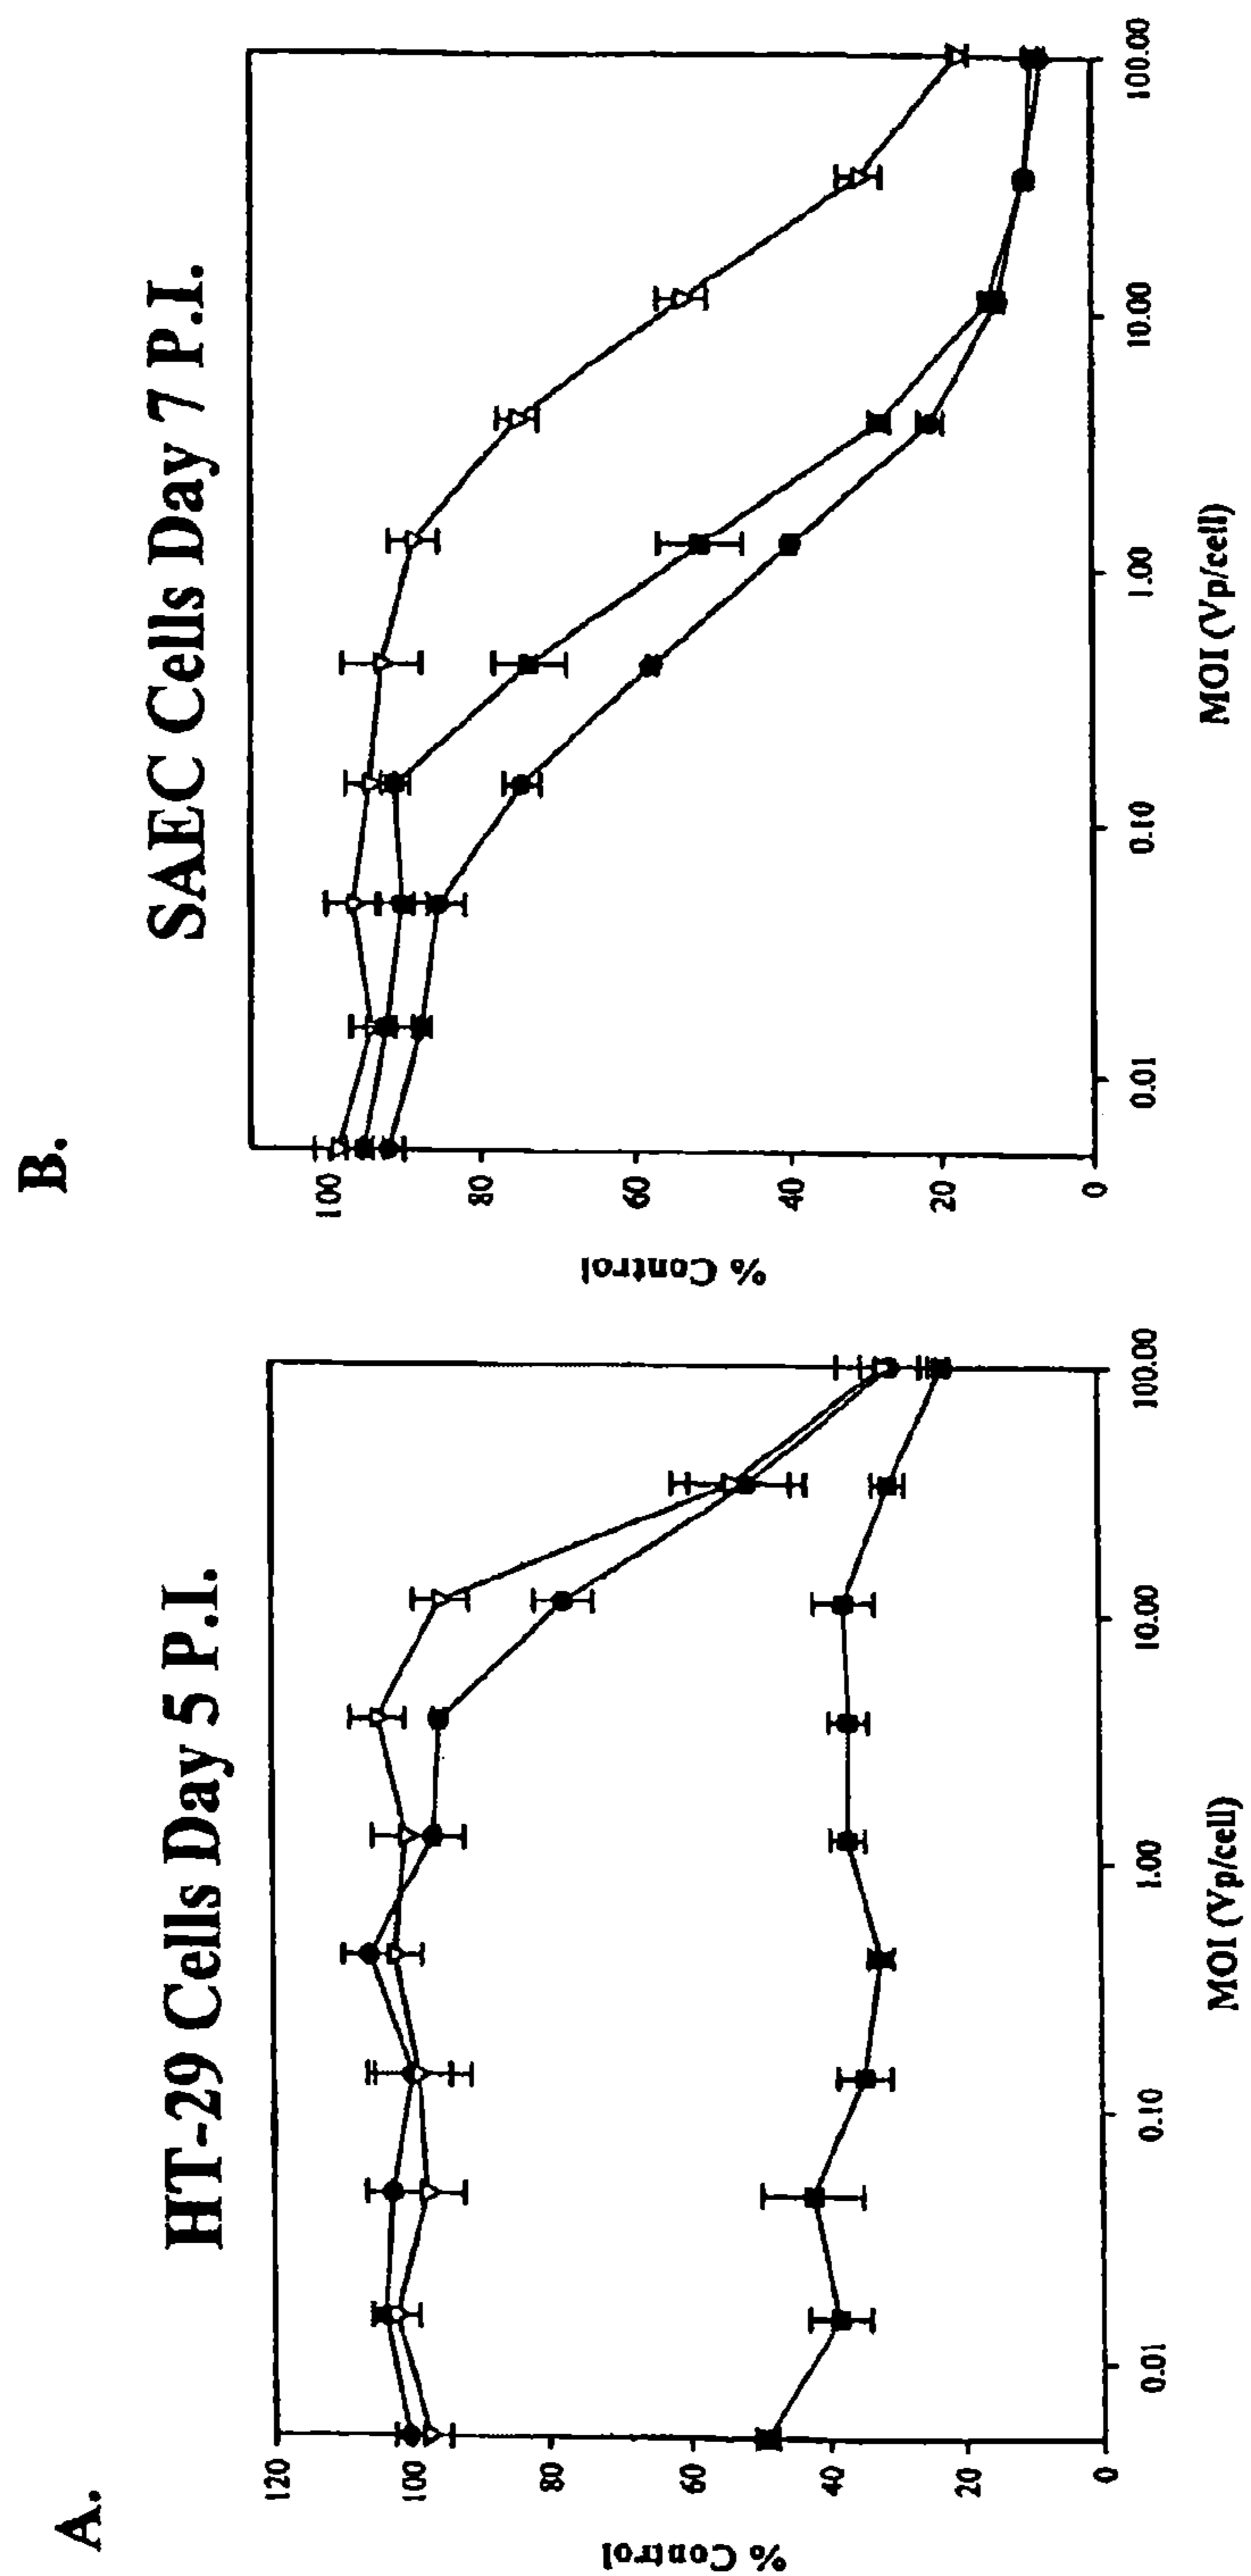 A.
HT-29 Cells Day 5 P.I.
% Control
120
100
80
60
40
20
0
0.01
0.10
1.00
10.00
100.00
MOI (Vp/cell)
B.
SAEC Cells Day 7 P.I.
% Control
100
80
60
40
20
0
0.01
0.10
1.00
10.00
100.00
MOI (Vp/cell)